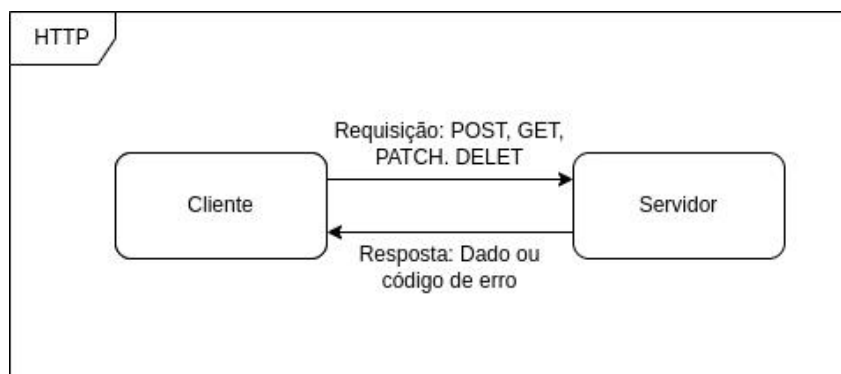 HTTP
Requisição: POST, GET,
PATCH. DELET
Cliente
Servidor
Resposta: Dado ou
código de erro